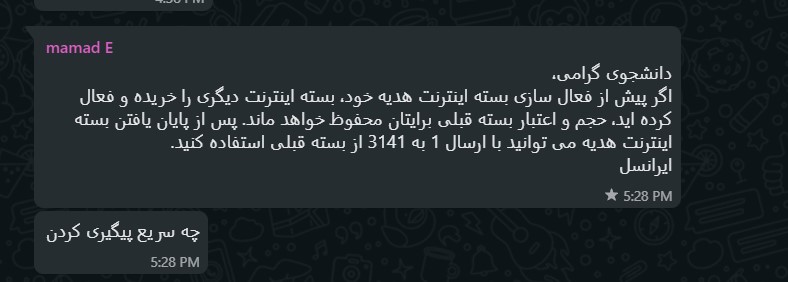 mamad E
دانشجوی گرامی،
اگر پیش از فعال سازی بسته اینترنت هدیه خود، بسته اینترنت دیگری را خریده و فعال
کرده اید، حجم و اعتبار بسته قبلی برایتان محفوظ خواهد ماند. پس از پایان یافتن بسته
اینترنت هدیه می توانید با ارسال 1 به 3141 از بسته قبلی استفاده کنید.
ایرانسل
5:28 PM
چه سریع پیگیری کردن
5:28 PM